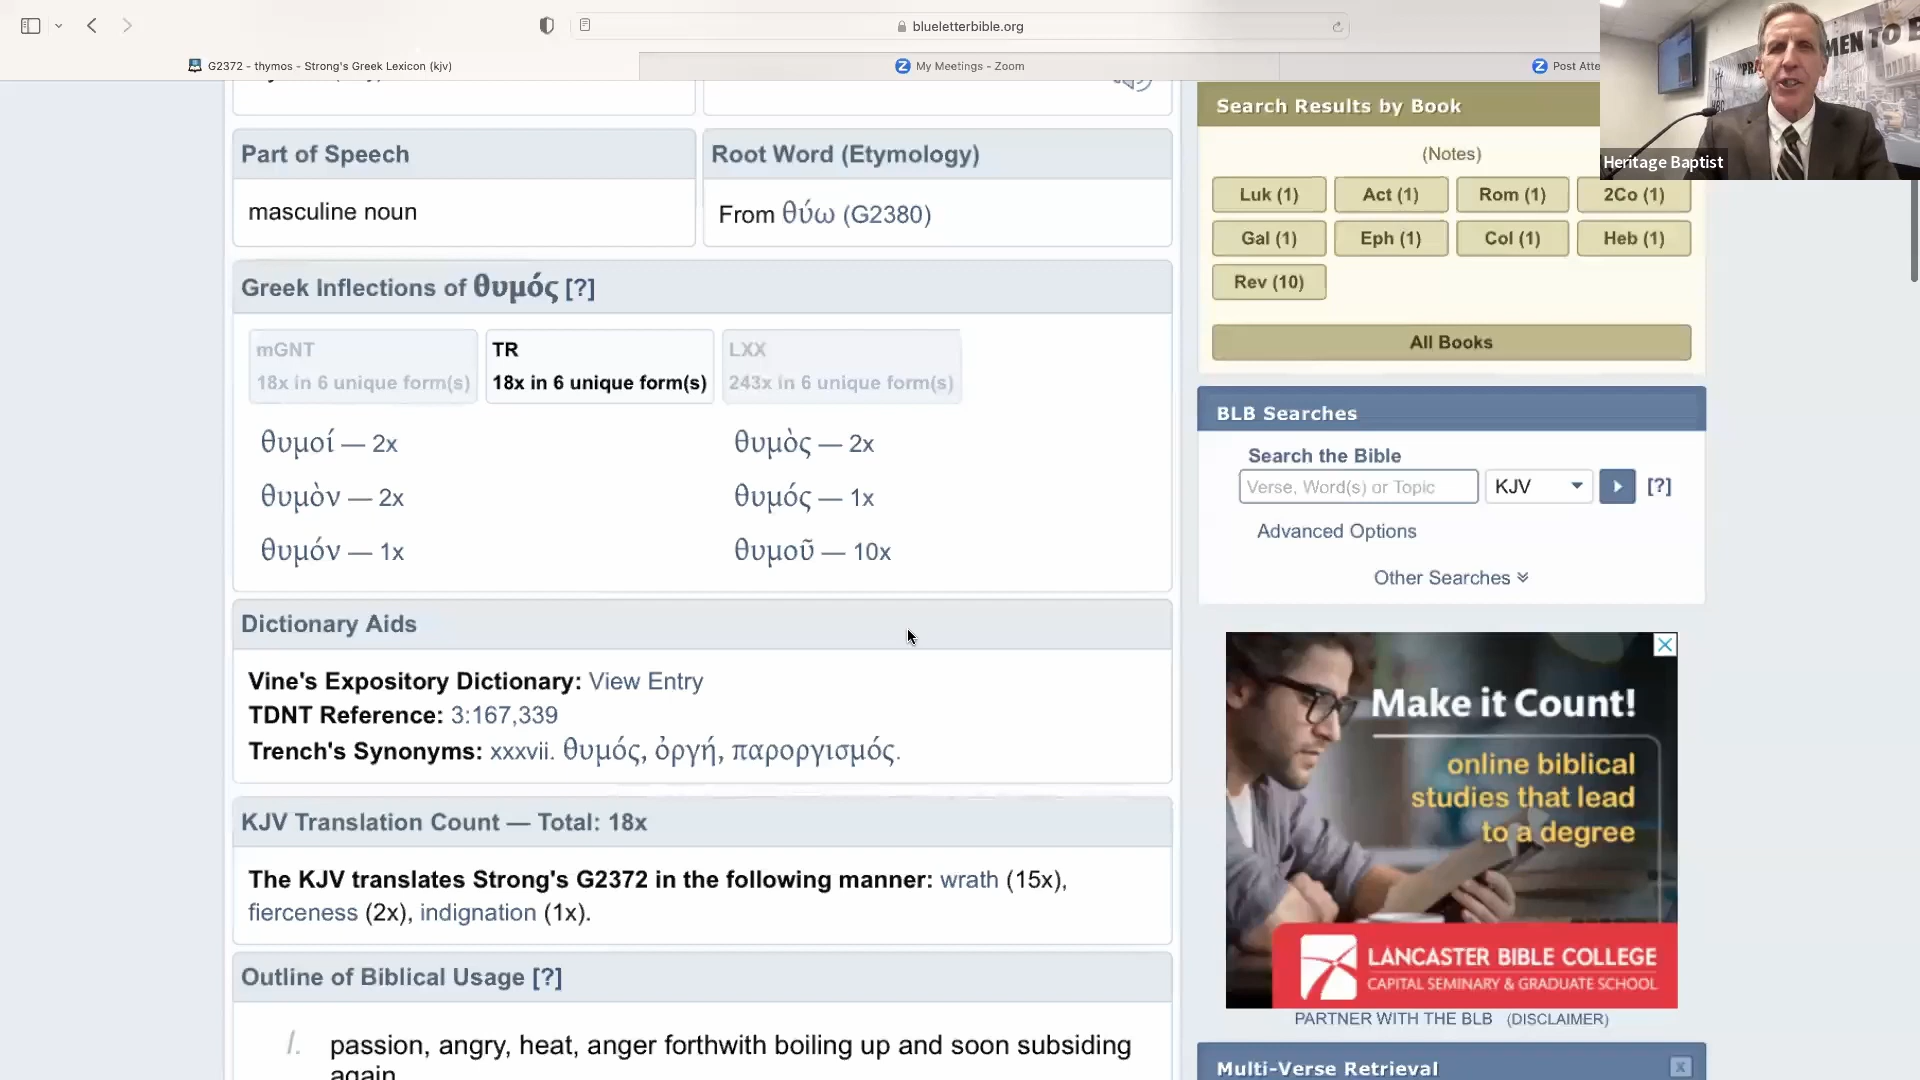 blueletterbible.org
G2372 - thymos - Strong's Greek Lexicon (kjv)
My Meetings - Zoom
Post Atte
MEN TO
Heritage Baptist
Part of Speech
masculine noun
Root Word (Etymology)
From θύω (G2380)
Greek Inflections of θυμός [?]
mGNT
18x in 6 unique form(s)
TR
18x in 6 unique form(s)
LXX
243x in 6 unique form(s)
θυμοί — 2x
θυμὸς — 2x
θυμὸν — 2x
θυμός — 1x
θυμόν — 1x
θυμοῦ — 10x
Dictionary Aids
Vine's Expository Dictionary: View Entry
TDNT Reference: 3:167,339
Trench's Synonyms: xxxvii. θυμός, ὀργή, παροργισμός.
KJV Translation Count — Total: 18x
The KJV translates Strong's G2372 in the following manner: wrath (15x),
fierceness (2x), indignation (1x).
Outline of Biblical Usage [?]
I. passion, angry, heat, anger forthwith boiling up and soon subsiding
again
Search Results by Book
(Notes)
Luk (1)
Act (1)
Rom (1)
2Co (1)
Gal (1)
Eph (1)
Col (1)
Heb (1)
Rev (10)
All Books
BLB Searches
Search the Bible
Verse, Word(s) or Topic
KJV
[?]
Advanced Options
Other Searches
Make it Count!
online biblical
studies that lead
to a degree
LANCASTER BIBLE COLLEGE
CAPITAL SEMINARY & GRADUATE SCHOOL
PARTNER WITH THE BLB (DISCLAIMER)
Multi-Verse Retrieval
x